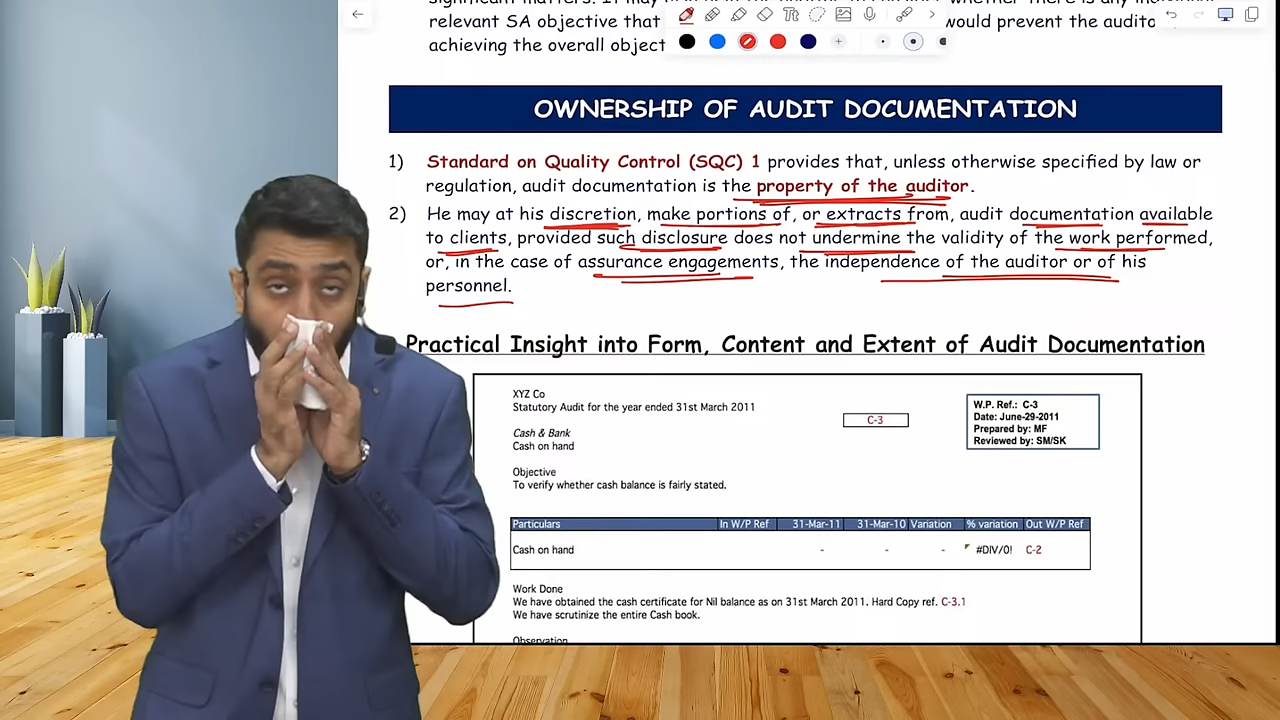 relevant SA objective that
would prevent the audito
achieving the overall object
OWNERSHIP OF AUDIT DOCUMENTATION
1) Standard on Quality Control (SQC) 1 provides that, unless otherwise specified by law or
regulation, audit documentation is the property of the auditor.
2) He may at his discretion, make portions of, or extracts from, audit documentation available
to clients, provided such disclosure does not undermine the validity of the work performed,
or, in the case of assurance engagements, the independence of the auditor or of his
personnel.
Practical Insight into Form, Content and Extent of Audit Documentation
XYZ Co
Statutory Audit for the year ended 31st March 2011
C-3
W.P. Ref.: C-3
Date: June-29-2011
Prepared by: MF
Reviewed by: SM/SK
Cash & Bank
Cash on hand
Objective
To verify whether cash balance is fairly stated.
Particulars In W/P Ref 31-Mar-11 31-Mar-10 Variation % variation Out W/P Ref
Cash on hand - - - #DIV/0! C-2
Work Done
We have obtained the cash certificate for Nil balance as on 31st March 2011. Hard Copy ref. C-3.1
We have scrutinize the entire Cash book.
Observation